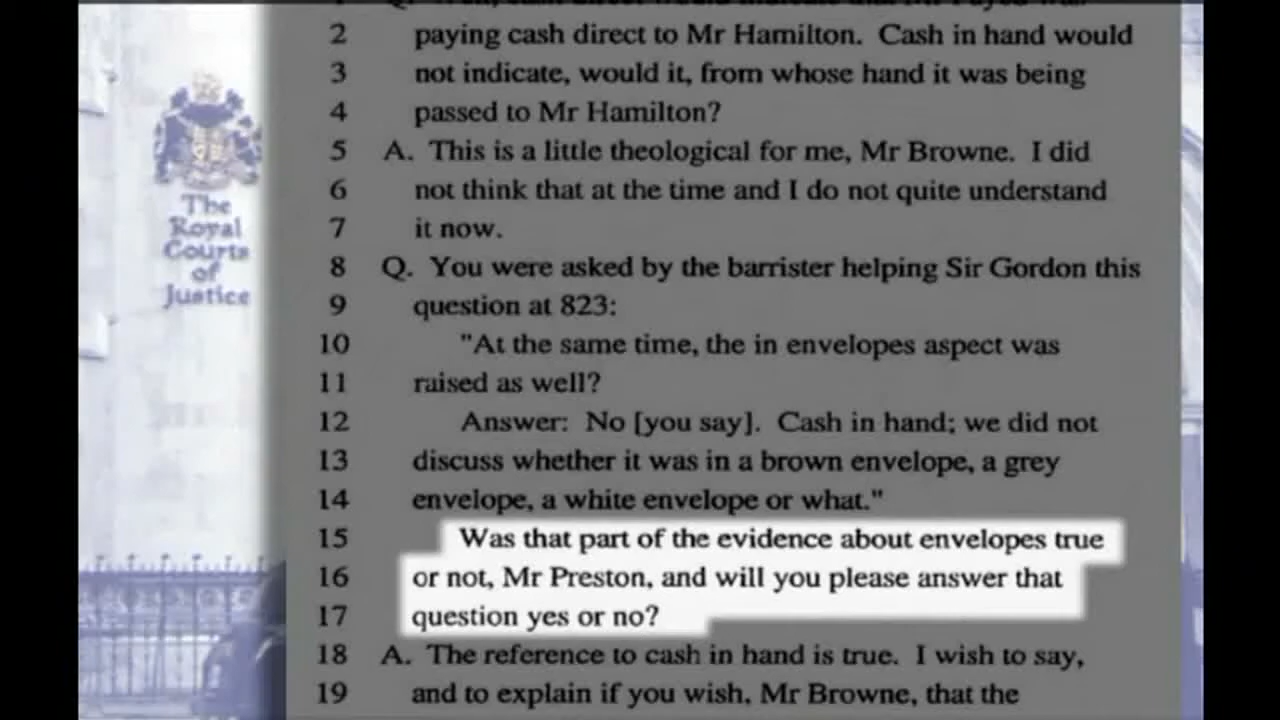 The
Royal
Courts
of
Justice
2 paying cash direct to Mr Hamilton. Cash in hand would
3 not indicate, would it, from whose hand it was being
4 passed to Mr Hamilton?
5 A. This is a little theological for me, Mr Browne. I did
6 not think that at the time and I do not quite understand
7 it now.
8 Q. You were asked by the barrister helping Sir Gordon this
9 question at 823:
10 "At the same time, the in envelopes aspect was
11 raised as well?
12 Answer: No [you say]. Cash in hand; we did not
13 discuss whether it was in a brown envelope, a grey
14 envelope, a white envelope or what."
15 Was that part of the evidence about envelopes true
16 or not, Mr Preston, and will you please answer that
17 question yes or no?
18 A. The reference to cash in hand is true. I wish to say,
19 and to explain if you wish, Mr Browne, that the